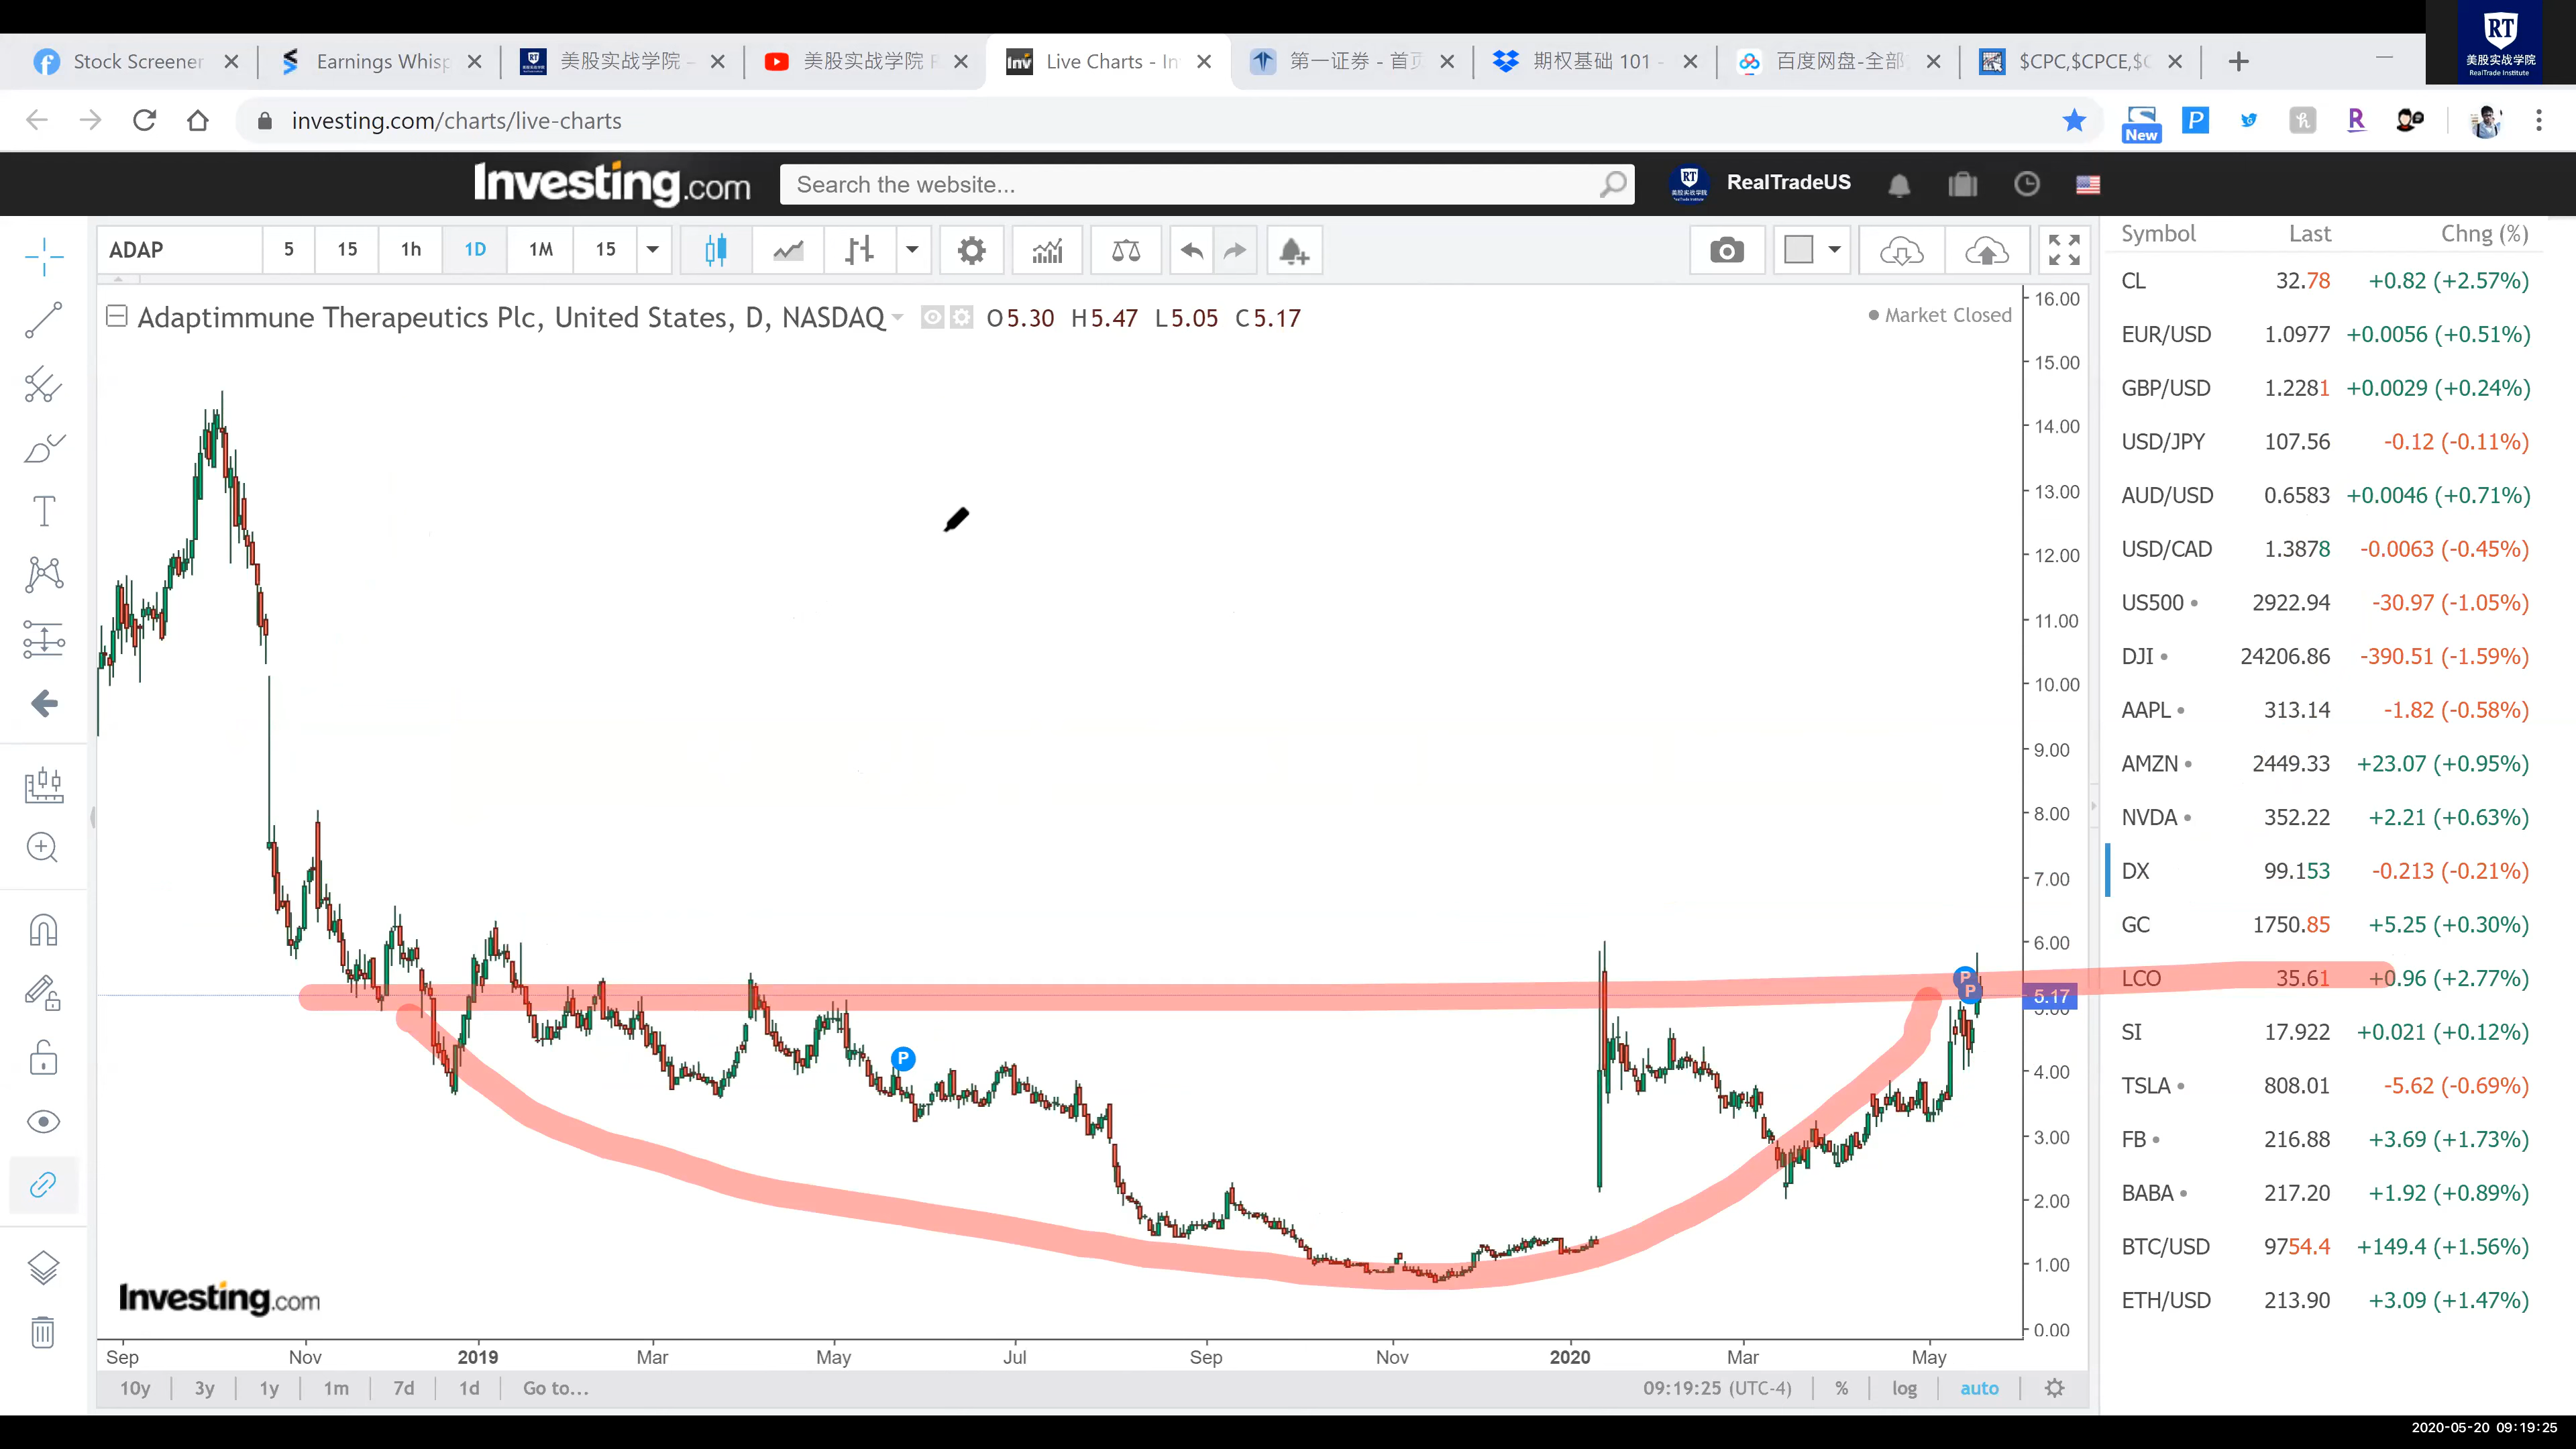 RT
美股实战学院
RealTrade Institute
Stock Screener
Earnings Whisp
美股实战学院 -
美股实战学院 R
Live Charts - In
第一证券 - 首页
期权基础 101 -
百度网盘-全部
$CPC,$CPCE,$C
investing.com/charts/live-charts
New
Investing.com
Search the website...
RealTradeUS
ADAP
5
15
1h
1D
1M
15
Symbol Last Chng (%)
Adaptimmune Therapeutics Plc, United States, D, NASDAQ
O5.30 H5.47 L5.05 C5.17
Market Closed
16.00
15.00
14.00
13.00
12.00
11.00
10.00
9.00
8.00
7.00
6.00
5.17
5.00
4.00
3.00
2.00
1.00
0.00
P
P
P
CL 32.78 +0.82 (+2.57%)
EUR/USD 1.0977 +0.0056 (+0.51%)
GBP/USD 1.2281 +0.0029 (+0.24%)
USD/JPY 107.56 -0.12 (-0.11%)
AUD/USD 0.6583 +0.0046 (+0.71%)
USD/CAD 1.3878 -0.0063 (-0.45%)
US500 2922.94 -30.97 (-1.05%)
DJI 24206.86 -390.51 (-1.59%)
AAPL 313.14 -1.82 (-0.58%)
AMZN 2449.33 +23.07 (+0.95%)
NVDA 352.22 +2.21 (+0.63%)
DX 99.153 -0.213 (-0.21%)
GC 1750.85 +5.25 (+0.30%)
LCO 35.61 +0.96 (+2.77%)
SI 17.922 +0.021 (+0.12%)
TSLA 808.01 -5.62 (-0.69%)
FB 216.88 +3.69 (+1.73%)
BABA 217.20 +1.92 (+0.89%)
BTC/USD 9754.4 +149.4 (+1.56%)
ETH/USD 213.90 +3.09 (+1.47%)
Investing.com
Sep Nov 2019 Mar May Jul Sep Nov 2020 Mar May
10y 3y 1y 1m 7d 1d Go to...
09:19:25 (UTC-4) % log auto
2020-05-20 09:19:25